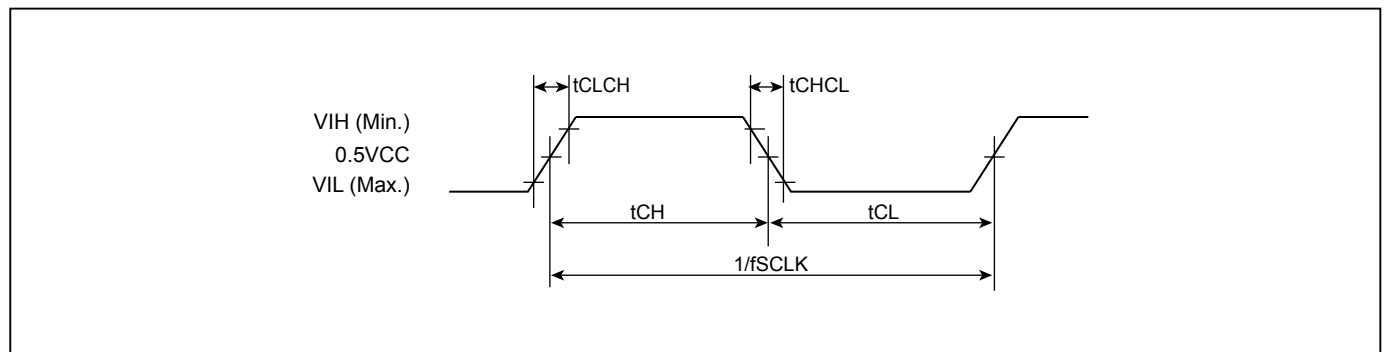 tCLCH
tCHCL
VIH (Min.)
0.5VCC
VIL (Max.)
tCH
tCL
1/fSCLK